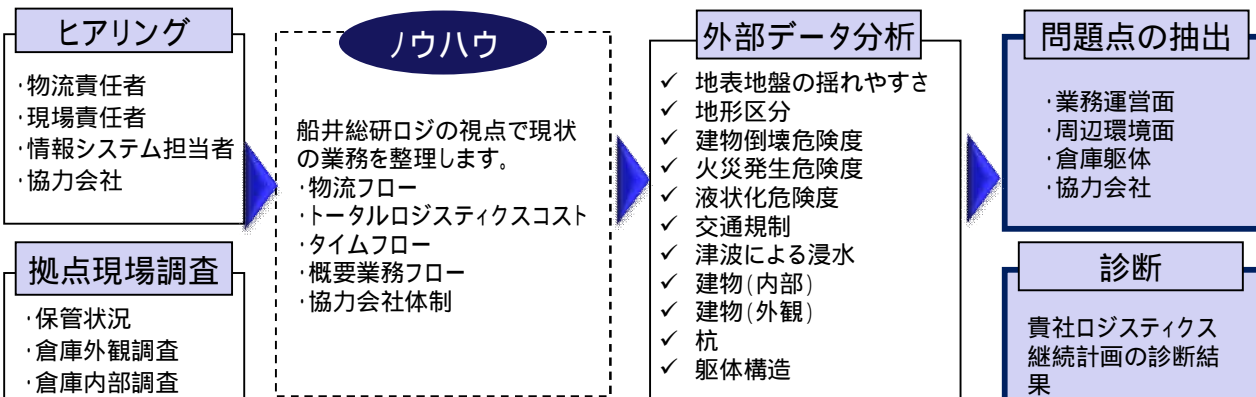 ヒアリング
・物流責任者
・現場責任者
・情報システム担当者
・協力会社
拠点現場調査
・保管状況
・倉庫外観調査
・倉庫内部調査
ノウハウ
船井総研ロジの視点で現状
の業務を整理します。
・物流フロー
・トータルロジスティクスコスト
・タイムフロー
・概要業務フロー
・協力会社体制
外部データ分析
✓ 地表地盤の揺れやすさ
✓ 地形区分
✓ 建物倒壊危険度
✓ 火災発生危険度
✓ 液状化危険度
✓ 交通規制
✓ 津波による浸水
✓ 建物(内部)
✓ 建物(外観)
✓ 杭
✓ 躯体構造
問題点の抽出
・業務運営面
・周辺環境面
・倉庫躯体
・協力会社
診断
貴社ロジスティクス
継続計画の診断結
果